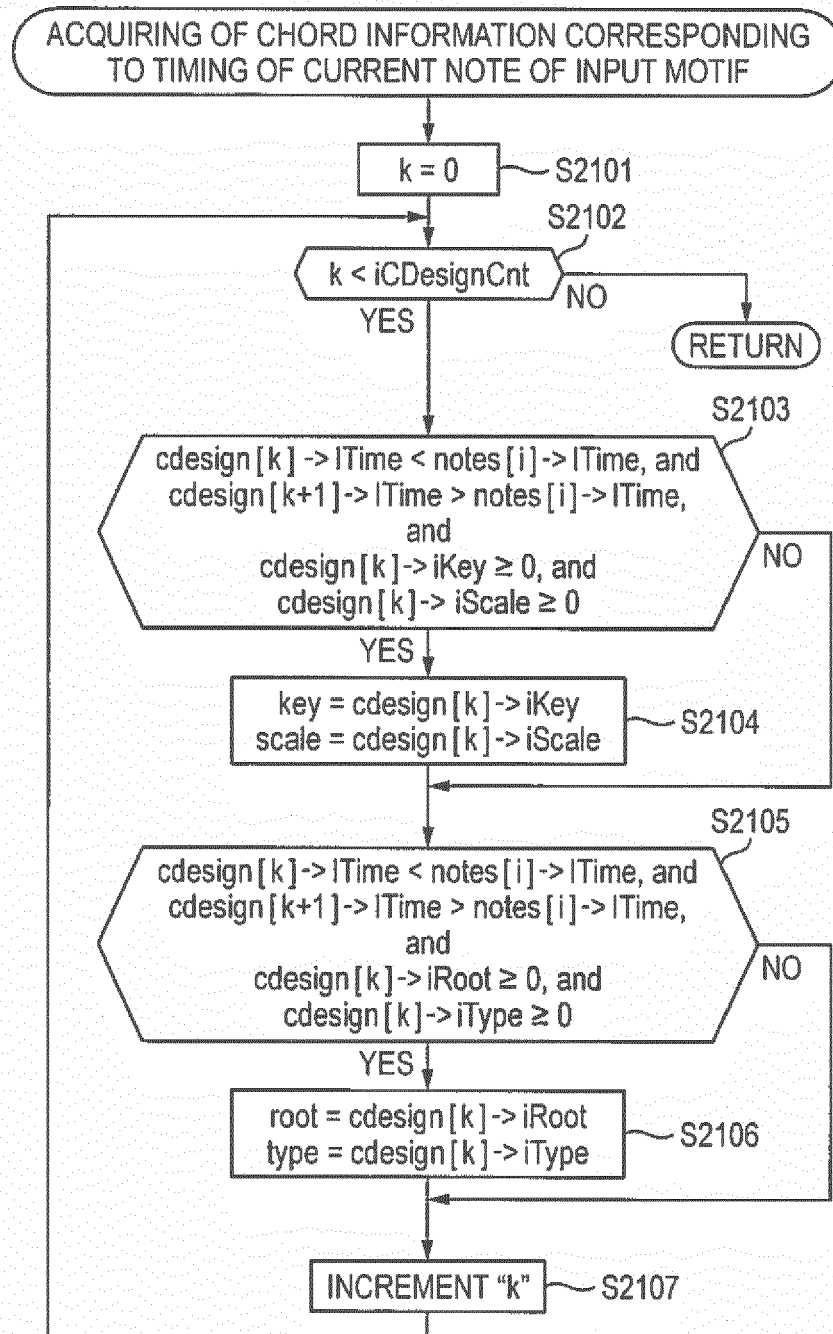 ACQUIRING OF CHORD INFORMATION CORRESPONDING
TO TIMING OF CURRENT NOTE OF INPUT MOTIF
k = 0
S2101
S2102
k < iCDesignCnt
NO
YES
RETURN
S2103
cdesign[k]->lTime < notes[i]->lTime, and
cdesign[k+1]->lTime > notes[i]->lTime,
and
cdesign[k]->iKey ≥ 0, and
cdesign[k]->iScale ≥ 0
NO
YES
key = cdesign[k]->iKey
scale = cdesign[k]->iScale
S2104
S2105
cdesign[k]->lTime < notes[i]->lTime, and
cdesign[k+1]->lTime > notes[i]->lTime,
and
cdesign[k]->iRoot ≥ 0, and
cdesign[k]->iType ≥ 0
NO
YES
root = cdesign[k]->iRoot
type = cdesign[k]->iType
S2106
INCREMENT “k”
S2107